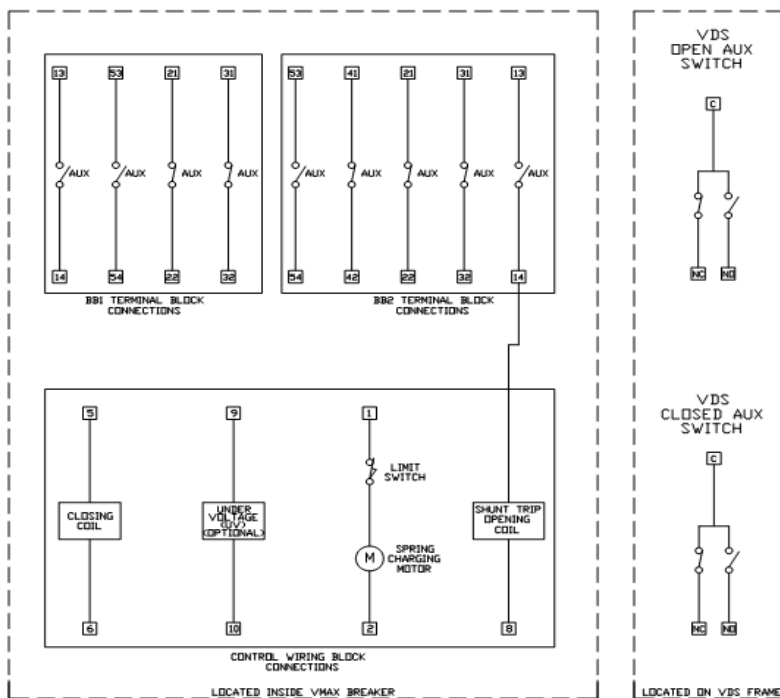 13 53 21 31
AUX AUX AUX AUX
14 54 22 32
BB1 TERMINAL BLOCK
CONNECTIONS
53 41 21 31 13
AUX AUX AUX AUX AUX
54 42 22 32 14
BB2 TERMINAL BLOCK
CONNECTIONS
5 9 1
LIMIT
SWITCH
CLOSING
COIL
UNDER
VOLTAGE
(UV)
(OPTIONAL)
SHUNT TRIP
OPENING
COIL
M
SPRING
CHARGING
MOTOR
6 10 2 8
CONTROL WIRING BLOCK
CONNECTIONS
LOCATED INSIDE VMAX BREAKER
VDS
OPEN AUX
SWITCH
C
NC NO
VDS
CLOSED AUX
SWITCH
C
NC NO
LOCATED ON VDS FRAME